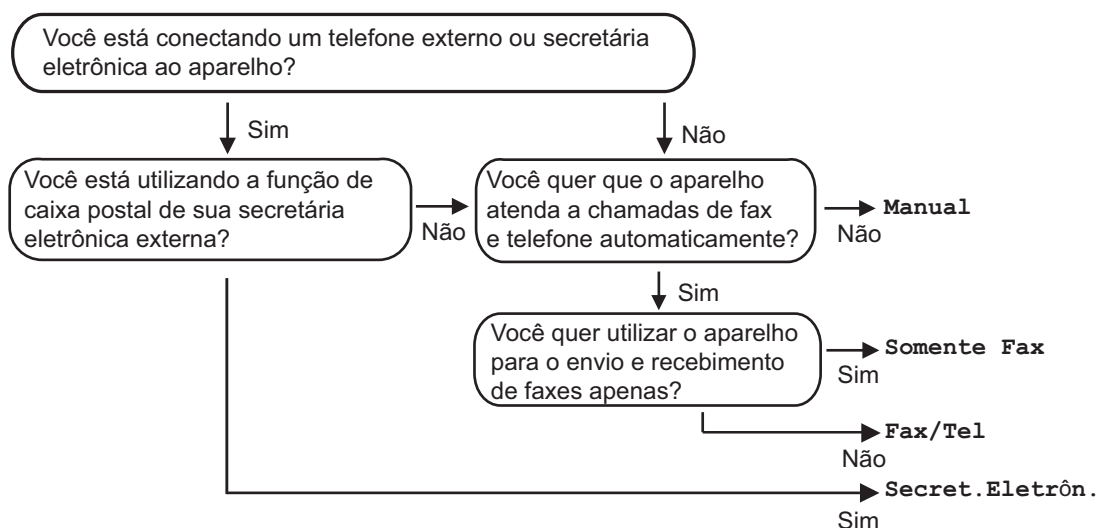 Você está conectando um telefone externo ou secretária
eletrônica ao aparelho?
Sim
Não
Você está utilizando a função de
caixa postal de sua secretária
eletrônica externa?
Não
Você quer que o aparelho
atenda a chamadas de fax
e telefone automaticamente?
Manual
Não
Sim
Você quer utilizar o aparelho
para o envio e recebimento
de faxes apenas?
Somente Fax
Sim
Fax/Tel
Não
Secret.Eletrôn.
Sim